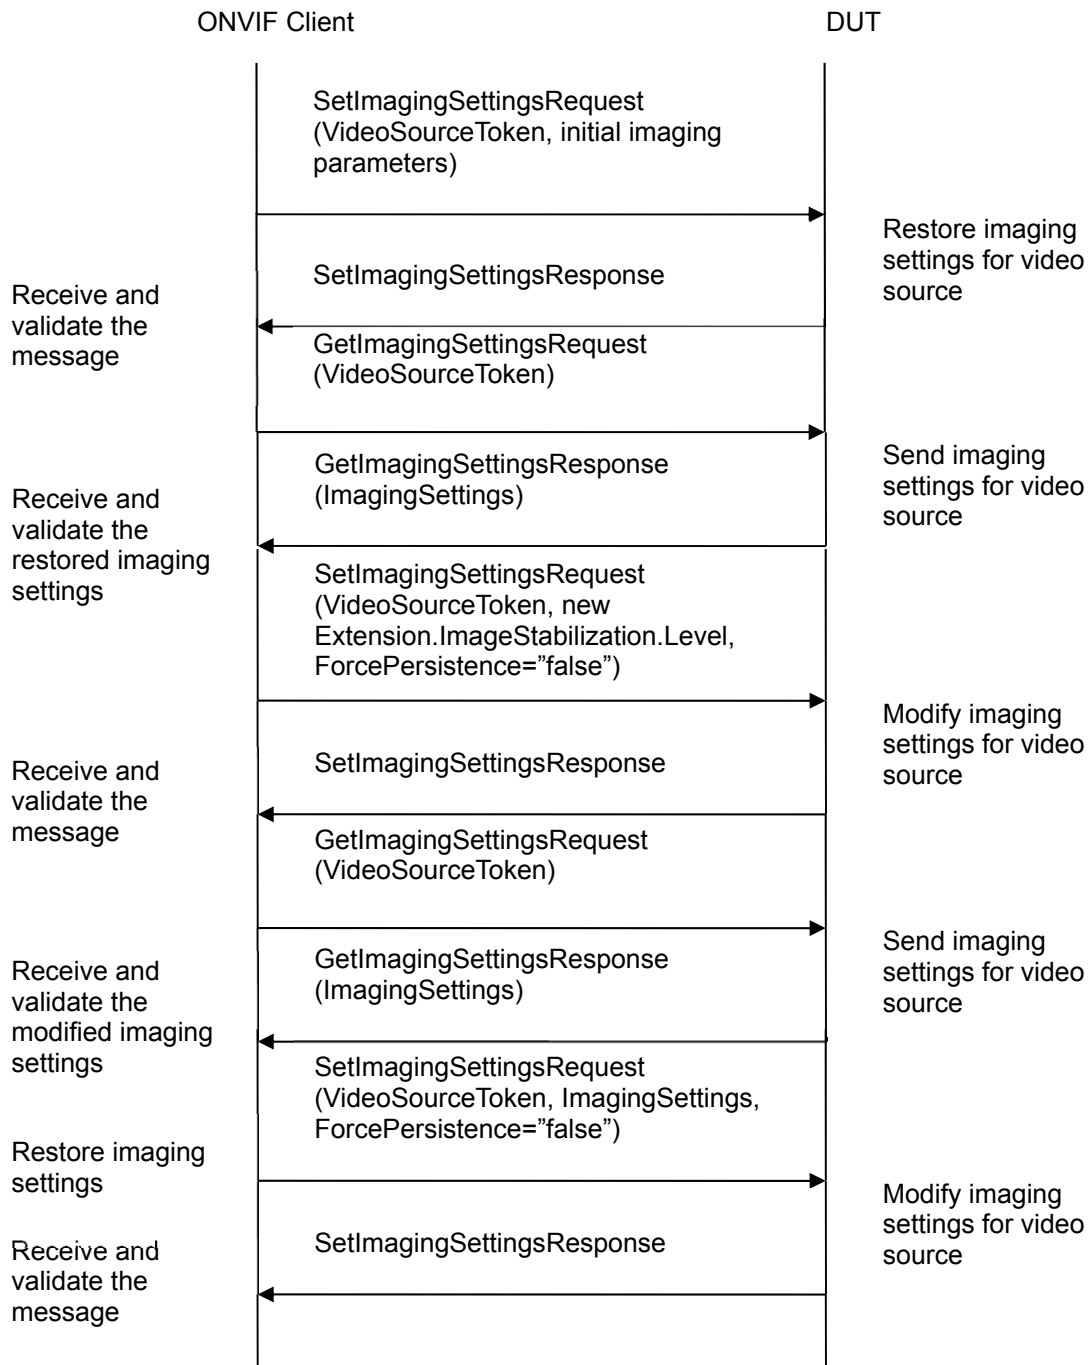 ONVIF Client
DUT
SetImagingSettingsRequest
(VideoSourceToken, initial imaging
parameters)
Restore imaging
settings for video
source
SetImagingSettingsResponse
Receive and
validate the
message
GetImagingSettingsRequest
(VideoSourceToken)
Send imaging
settings for video
source
GetImagingSettingsResponse
(ImagingSettings)
Receive and
validate the
restored imaging
settings
SetImagingSettingsRequest
(VideoSourceToken, new
Extension.ImageStabilization.Level,
ForcePersistence=”false”)
Modify imaging
settings for video
source
SetImagingSettingsResponse
Receive and
validate the
message
GetImagingSettingsRequest
(VideoSourceToken)
Send imaging
settings for video
source
GetImagingSettingsResponse
(ImagingSettings)
Receive and
validate the
modified imaging
settings
SetImagingSettingsRequest
(VideoSourceToken, ImagingSettings,
ForcePersistence=”false”)
Restore imaging
settings
Modify imaging
settings for video
source
SetImagingSettingsResponse
Receive and
validate the
message